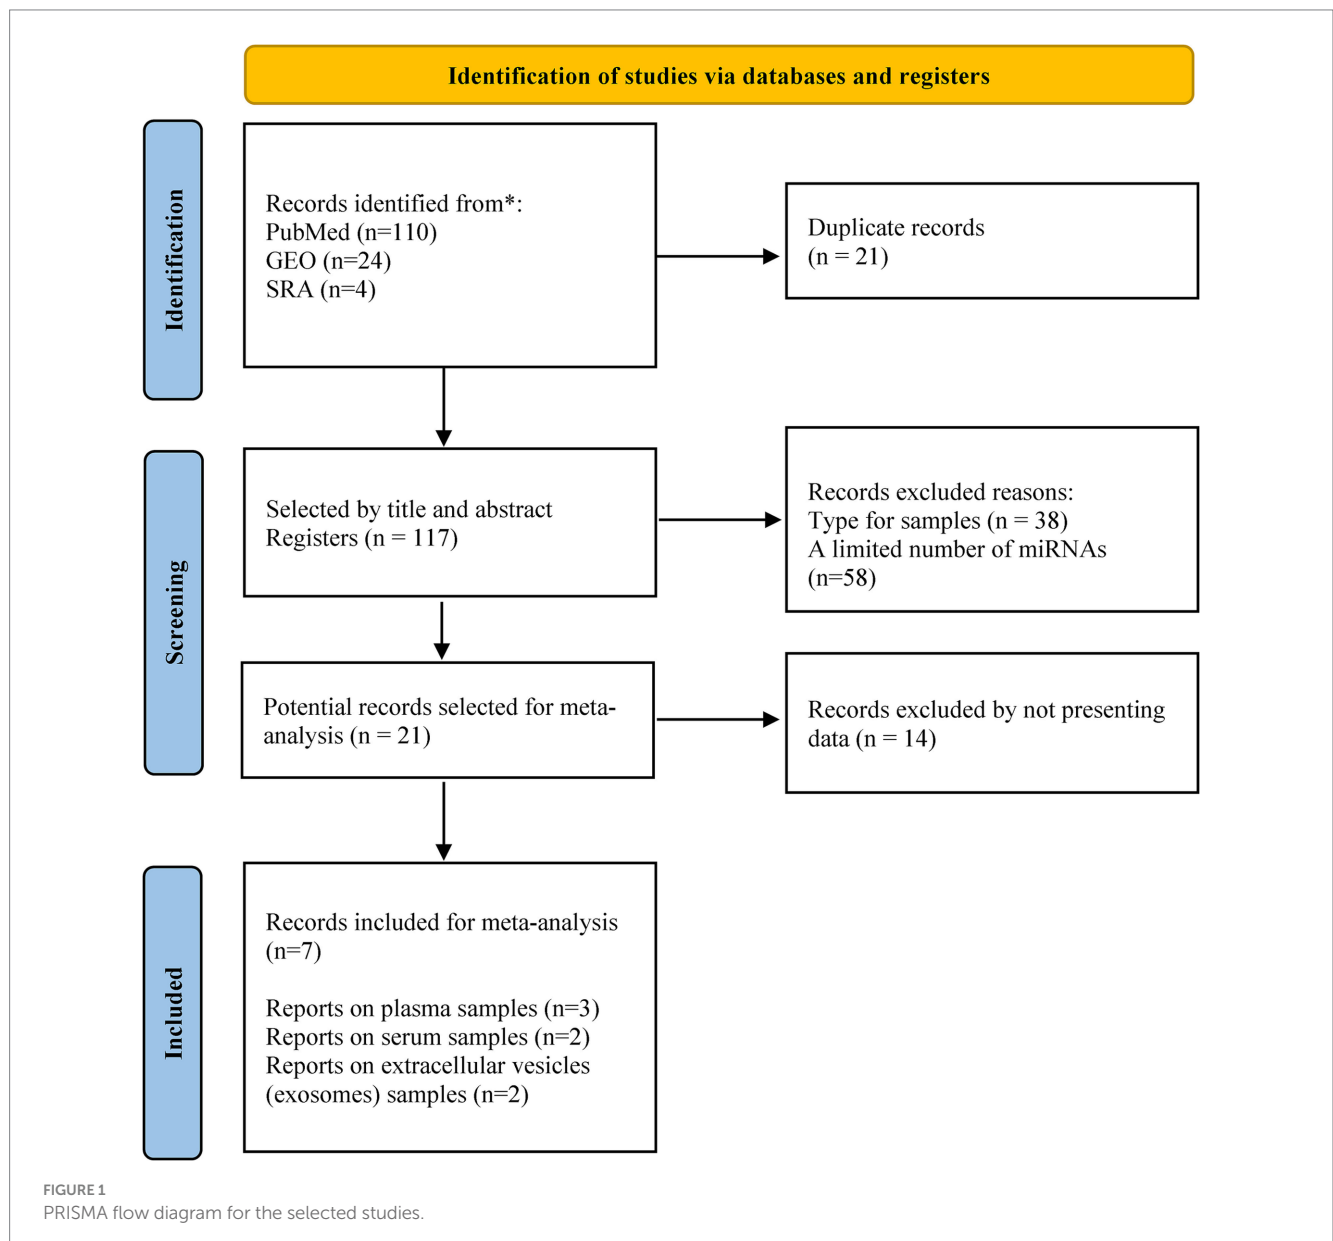 Identification of studies via databases and registers
Identification
Records identified from*:
PubMed (n=110)
GEO (n=24)
SRA (n=4)
Duplicate records
(n = 21)
Screening
Selected by title and abstract
Registers (n = 117)
Records excluded reasons:
Type for samples (n = 38)
A limited number of miRNAs
(n=58)
Potential records selected for meta-
analysis (n = 21)
Records excluded by not presenting
data (n = 14)
Included
Records included for meta-analysis
(n=7)
Reports on plasma samples (n=3)
Reports on serum samples (n=2)
Reports on extracellular vesicles
(exosomes) samples (n=2)
FIGURE 1
PRISMA flow diagram for the selected studies.